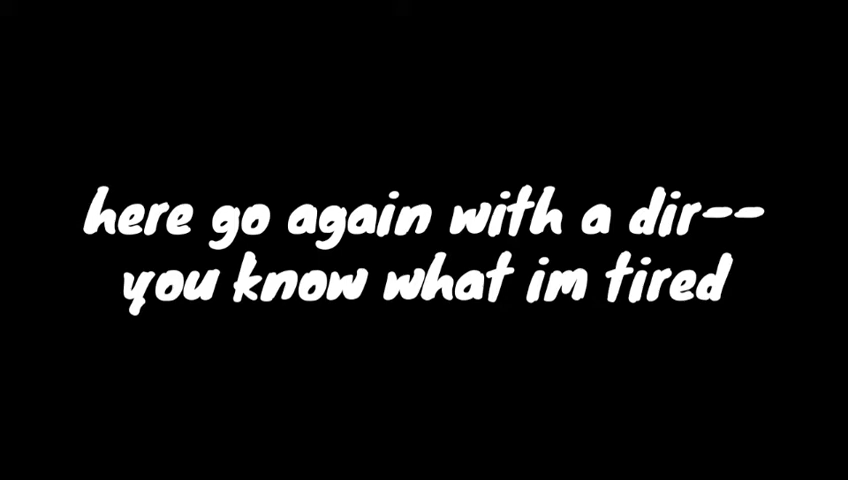 here go again with a dir--
you know what im tired